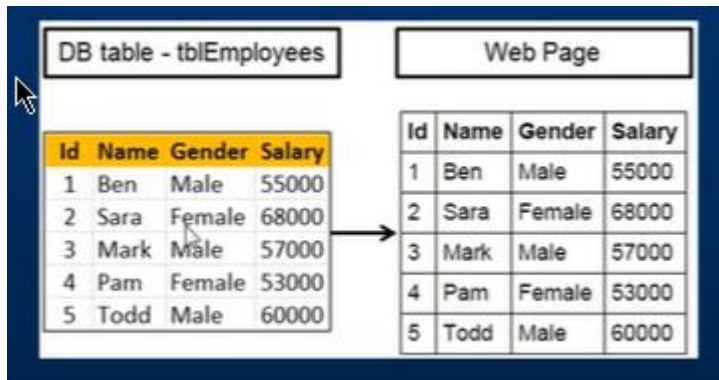 DB table - tblEmployees
Id Name Gender Salary
1 Ben Male 55000
2 Sara Female 68000
3 Mark Male 57000
4 Pam Female 53000
5 Todd Male 60000
Web Page
Id Name Gender Salary
1 Ben Male 55000
2 Sara Female 68000
3 Mark Male 57000
4 Pam Female 53000
5 Todd Male 60000